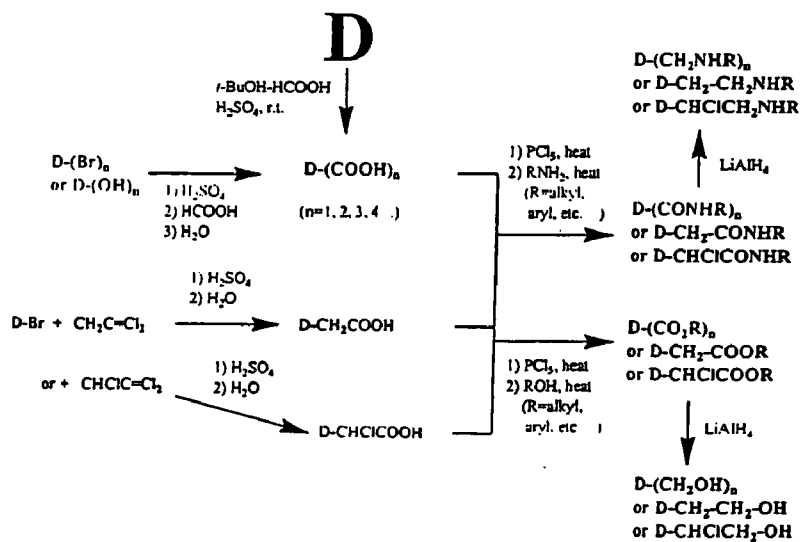 D
t-BuOH-HCOOH
H₂SO₄, r.t.
D-(Br)ₙ
or D-(OH)ₙ
1) H₂SO₄
2) HCOOH
3) H₂O
D-(COOH)ₙ
(n=1, 2, 3, 4 .)
1) PCl₅, heat
2) RNH₂, heat
(R=alkyl,
aryl, etc. )
D-(CH₂NHR)ₙ
or D-CH₂-CH₂NHR
or D-CHClCH₂NHR
LiAlH₄
D-(CONHR)ₙ
or D-CH₂-CONHR
or D-CHClCONHR
D-Br + CH₂C=Cl₂
1) H₂SO₄
2) H₂O
D-CH₂COOH
or + CHClC=Cl₂
1) H₂SO₄
2) H₂O
D-CHClCOOH
1) PCl₅, heat
2) ROH, heat
(R=alkyl,
aryl, etc )
D-(CO₂R)ₙ
or D-CH₂-COOR
or D-CHClCOOR
LiAlH₄
D-(CH₂OH)ₙ
or D-CH₂-CH₂-OH
or D-CHClCH₂-OH